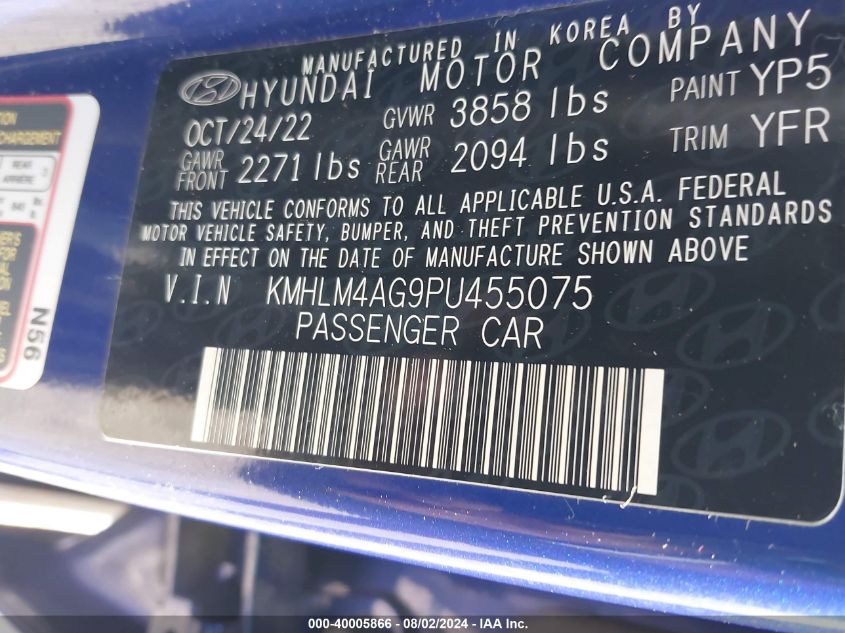 MANUFACTURED IN KOREA BY
HYUNDAI MOTOR COMPANY
OCT/24/22 GVWR 3858 lbs PAINT YP5
GAWR FRONT 2271 lbs GAWR REAR 2094 lbs TRIM YFR
THIS VEHICLE CONFORMS TO ALL APPLICABLE U.S.A. FEDERAL
MOTOR VEHICLE SAFETY, BUMPER, AND THEFT PREVENTION STANDARDS
IN EFFECT ON THE DATE OF MANUFACTURE SHOWN ABOVE
V.I.N KMHLM4AG9PU455075
PASSENGER CAR
REAR
ARRIERE
N56
000-40005866 - 08/02/2024 - IAA Inc.